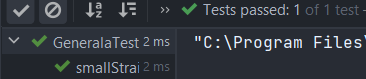 Tests passed: 1 of 1 test –
GeneralaTest 2 ms
"C:\Program Files\
smallStrai 2 ms